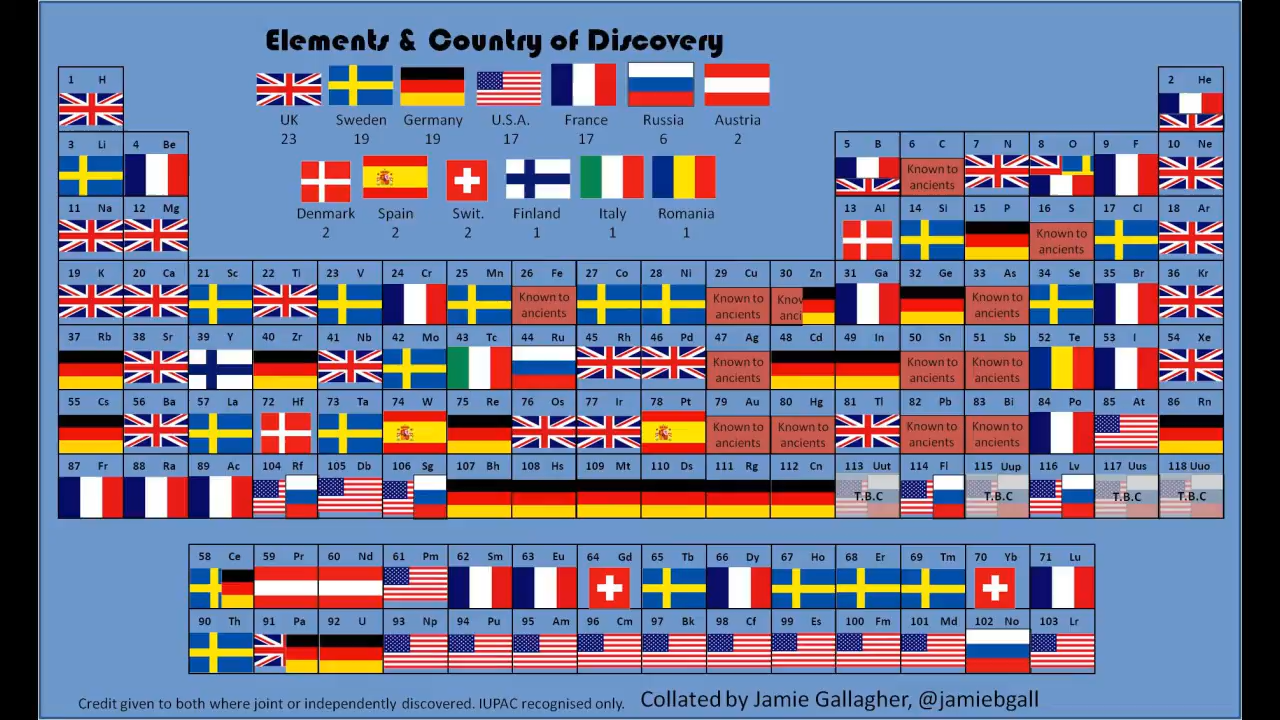 Elements & Country of Discovery
UK Sweden Germany U.S.A. France Russia Austria
23 19 19 17 17 6 2
Denmark Spain Swit. Finland Italy Romania
2 2 2 1 1 1
1 H 2 He
3 Li 4 Be 5 B 6 C 7 N 8 O 9 F 10 Ne
Known to
ancients
11 Na 12 Mg 13 Al 14 Si 15 P 16 S 17 Cl 18 Ar
Known to
ancients
19 K 20 Ca 21 Sc 22 Ti 23 V 24 Cr 25 Mn 26 Fe 27 Co 28 Ni 29 Cu 30 Zn 31 Ga 32 Ge 33 As 34 Se 35 Br 36 Kr
Known to Known to Know Known to
ancients ancients anci ancients
37 Rb 38 Sr 39 Y 40 Zr 41 Nb 42 Mo 43 Tc 44 Ru 45 Rh 46 Pd 47 Ag 48 Cd 49 In 50 Sn 51 Sb 52 Te 53 I 54 Xe
Known to Known to Known to
ancients ancients ancients
55 Cs 56 Ba 57 La 72 Hf 73 Ta 74 W 75 Re 76 Os 77 Ir 78 Pt 79 Au 80 Hg 81 Tl 82 Pb 83 Bi 84 Po 85 At 86 Rn
Known to Known to Known to Known to
ancients ancients ancients ancients
87 Fr 88 Ra 89 Ac 104 Rf 105 Db 106 Sg 107 Bh 108 Hs 109 Mt 110 Ds 111 Rg 112 Cn 113 Uut 114 Fl 115 Uup 116 Lv 117 Uus 118 Uuo
T.B.C T.B.C T.B.C T.B.C
58 Ce 59 Pr 60 Nd 61 Pm 62 Sm 63 Eu 64 Gd 65 Tb 66 Dy 67 Ho 68 Er 69 Tm 70 Yb 71 Lu
90 Th 91 Pa 92 U 93 Np 94 Pu 95 Am 96 Cm 97 Bk 98 Cf 99 Es 100 Fm 101 Md 102 No 103 Lr
Credit given to both where joint or independently discovered. IUPAC recognised only. Collated by Jamie Gallagher, @jamiebgall